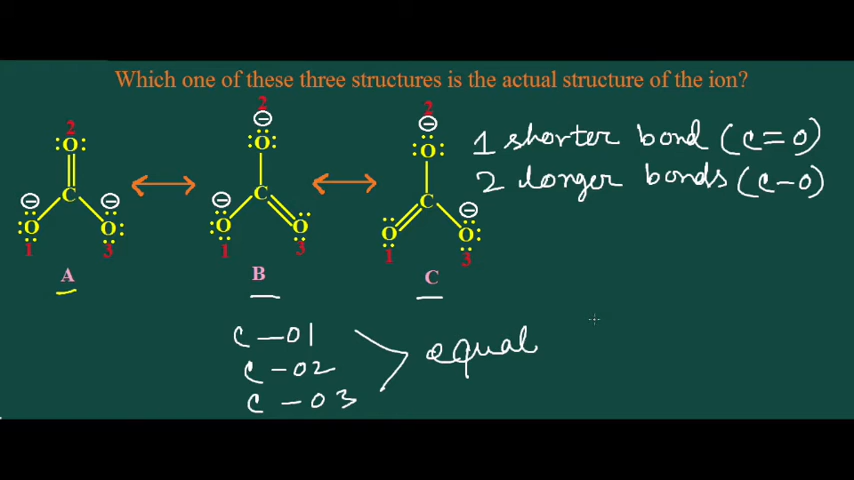 Which one of these three structures is the actual structure of the ion?
2
:O:
C
:O: O:
1 3
A
2
:O:
C
:O: O
1 3
B
2
:O:
C
O :O:
1 3
C
1 shorter bond (C=O)
2 longer bonds (C-O)
C-O1
C-O2
C-O3
equal